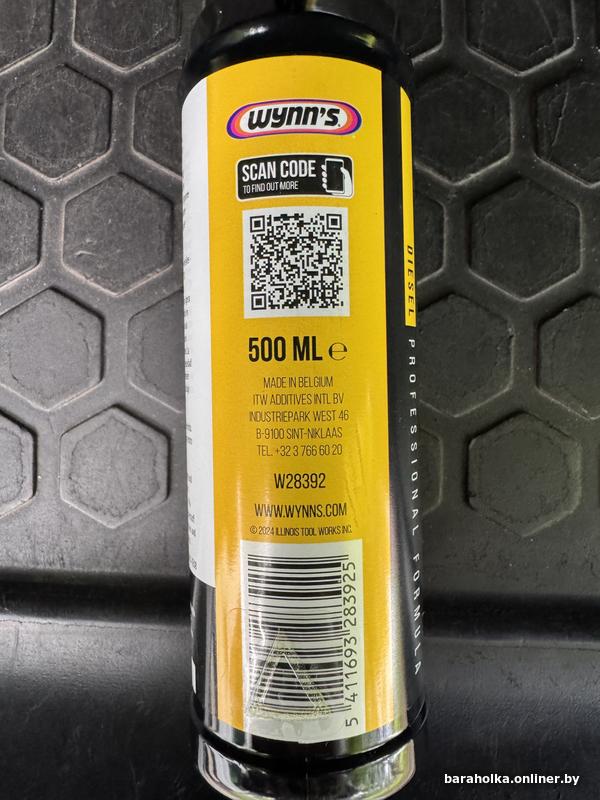 Wynn's
SCAN CODE
TO FIND OUT MORE
500 ML ℮
MADE IN BELGIUM
ITW ADDITIVES INTL BV
INDUSTRIEPARK WEST 46
B-9100 SINT-NIKLAAS
TEL. +32 3 766 60 20
W28392
WWW.WYNNS.COM
© 2024 ILLINOIS TOOL WORKS INC.
5 411693 283925
DIESEL PROFESSIONAL FORMULA
baraholka.onliner.by